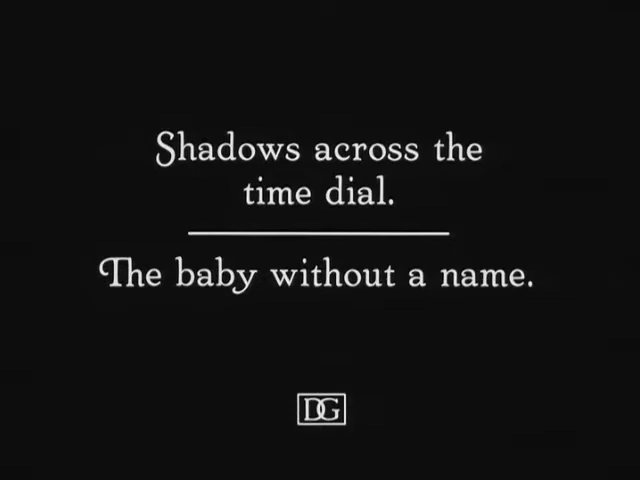 Shadows across the
time dial.
The baby without a name.
DG